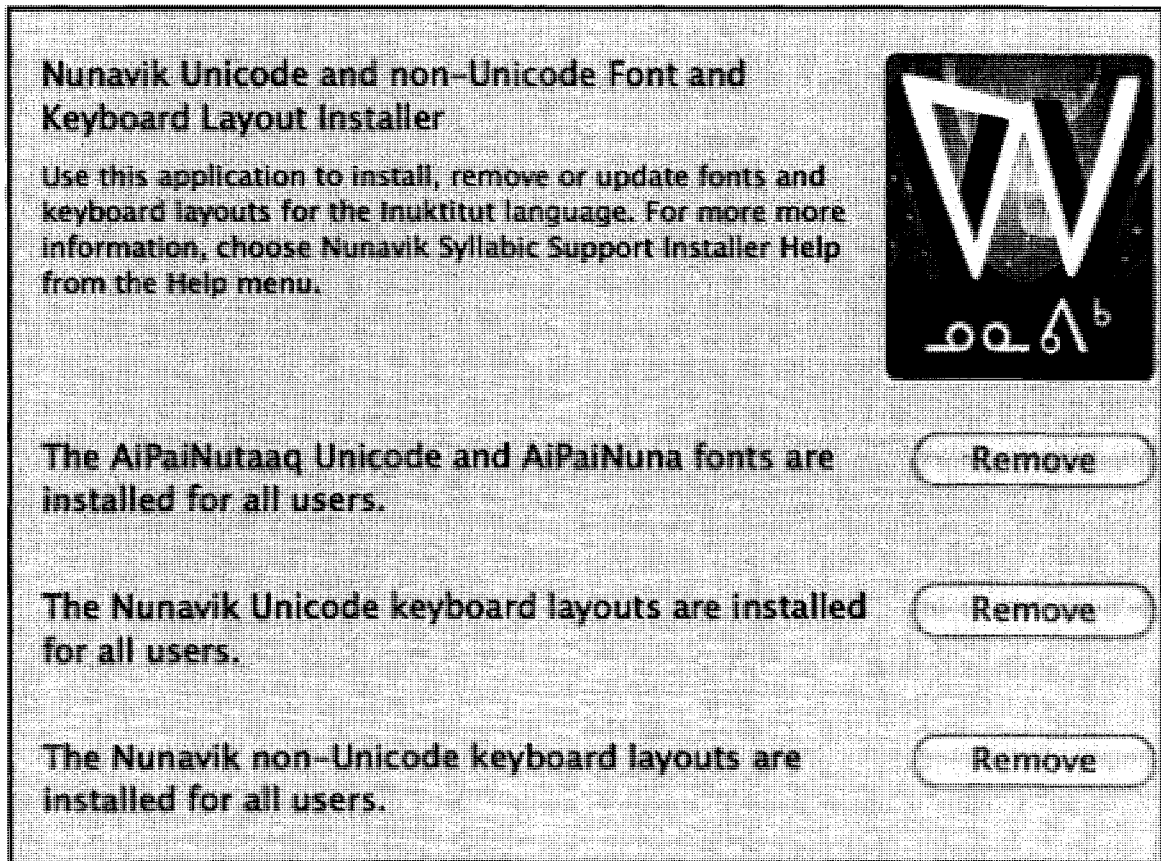 Nunavik Unicode and non-Unicode Font and
Keyboard Layout Installer
Use this application to install, remove or update fonts and
keyboard layouts for the Inuktitut language. For more more
information, choose Nunavik Syllabic Support Installer Help
from the Help menu.
ᓄᓇᕕᒃ
The AiPaiNutaaq Unicode and AiPaiNuna fonts are
installed for all users.
Remove
The Nunavik Unicode keyboard layouts are installed
for all users.
Remove
The Nunavik non-Unicode keyboard layouts are
installed for all users.
Remove